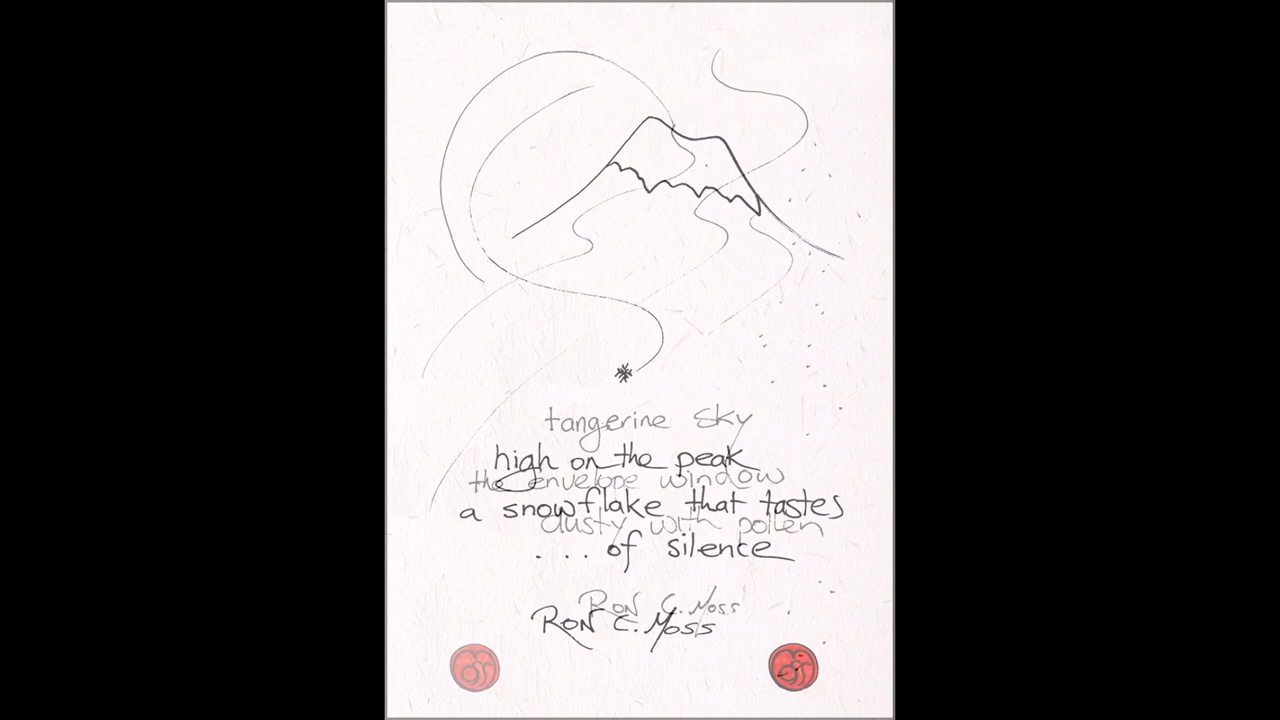 tangerine sky
high on the peak
the envelope window
a snowflake that tastes
dusty with pollen
. . . of silence
Ron C. Moss
Ron C. Moss